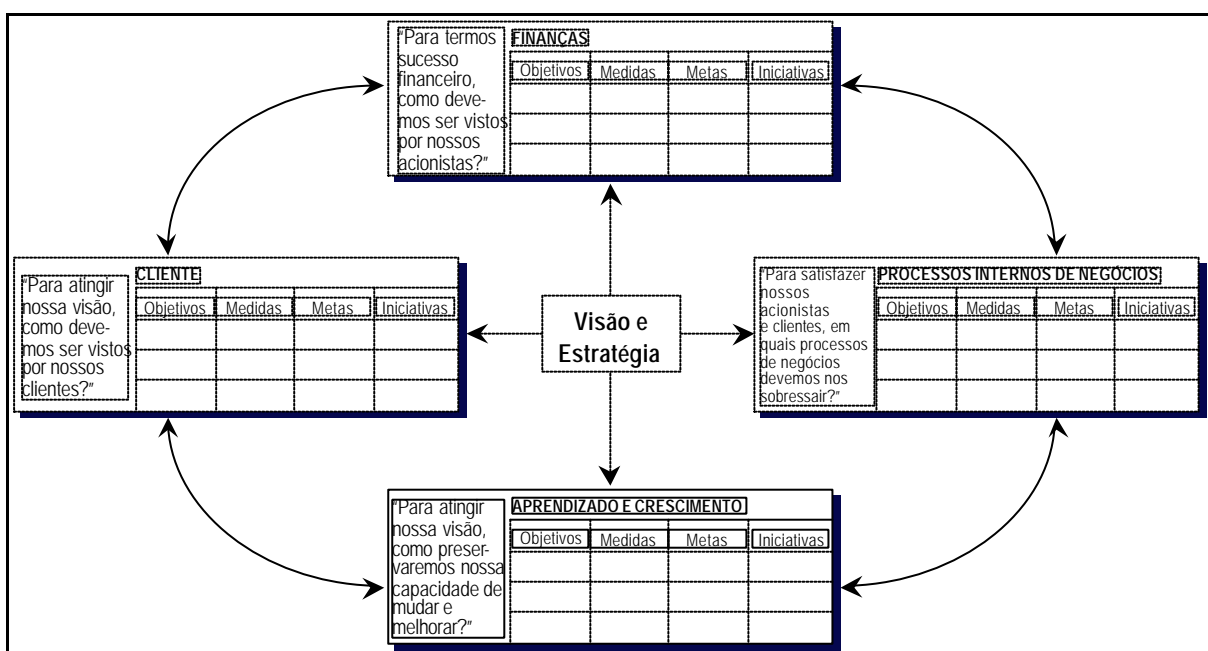 “Para termos
sucesso
financeiro,
como deve-
mos ser vistos
por nossos
acionistas?”
FINANÇAS
Objetivos Medidas Metas Iniciativas
“Para atingir
nossa visão,
como deve-
mos ser vistos
por nossos
clientes?”
CLIENTE
Objetivos Medidas Metas Iniciativas
Visão e
Estratégia
“Para satisfazer
nossos
acionistas
e clientes, em
quais processos
de negócios
devemos nos
sobressair?”
PROCESSOS INTERNOS DE NEGÓCIOS
Objetivos Medidas Metas Iniciativas
“Para atingir
nossa visão,
como preser-
varemos nossa
capacidade de
mudar e
melhorar?”
APRENDIZADO E CRESCIMENTO
Objetivos Medidas Metas Iniciativas